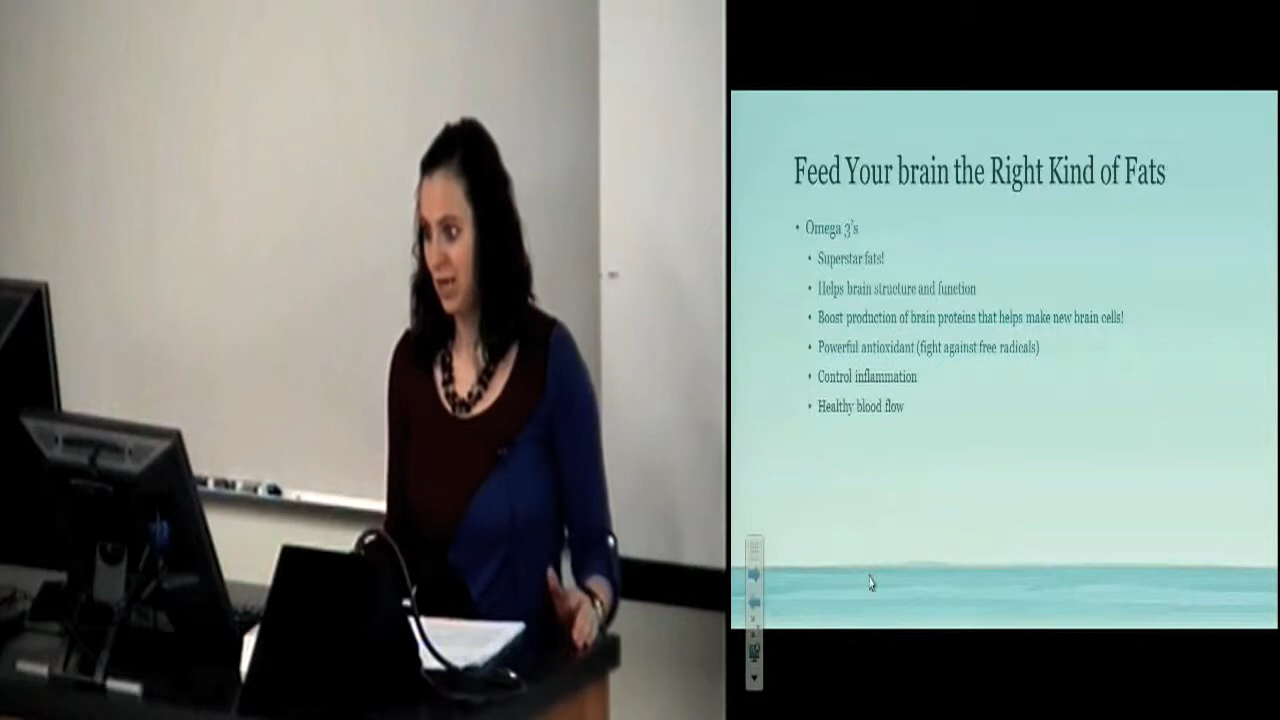 Feed Your brain the Right Kind of Fats
• Omega 3's
• Superstar fats!
• Helps brain structure and function
• Boost production of brain proteins that helps make new brain cells!
• Powerful antioxidant (fight against free radicals)
• Control inflammation
• Healthy blood flow